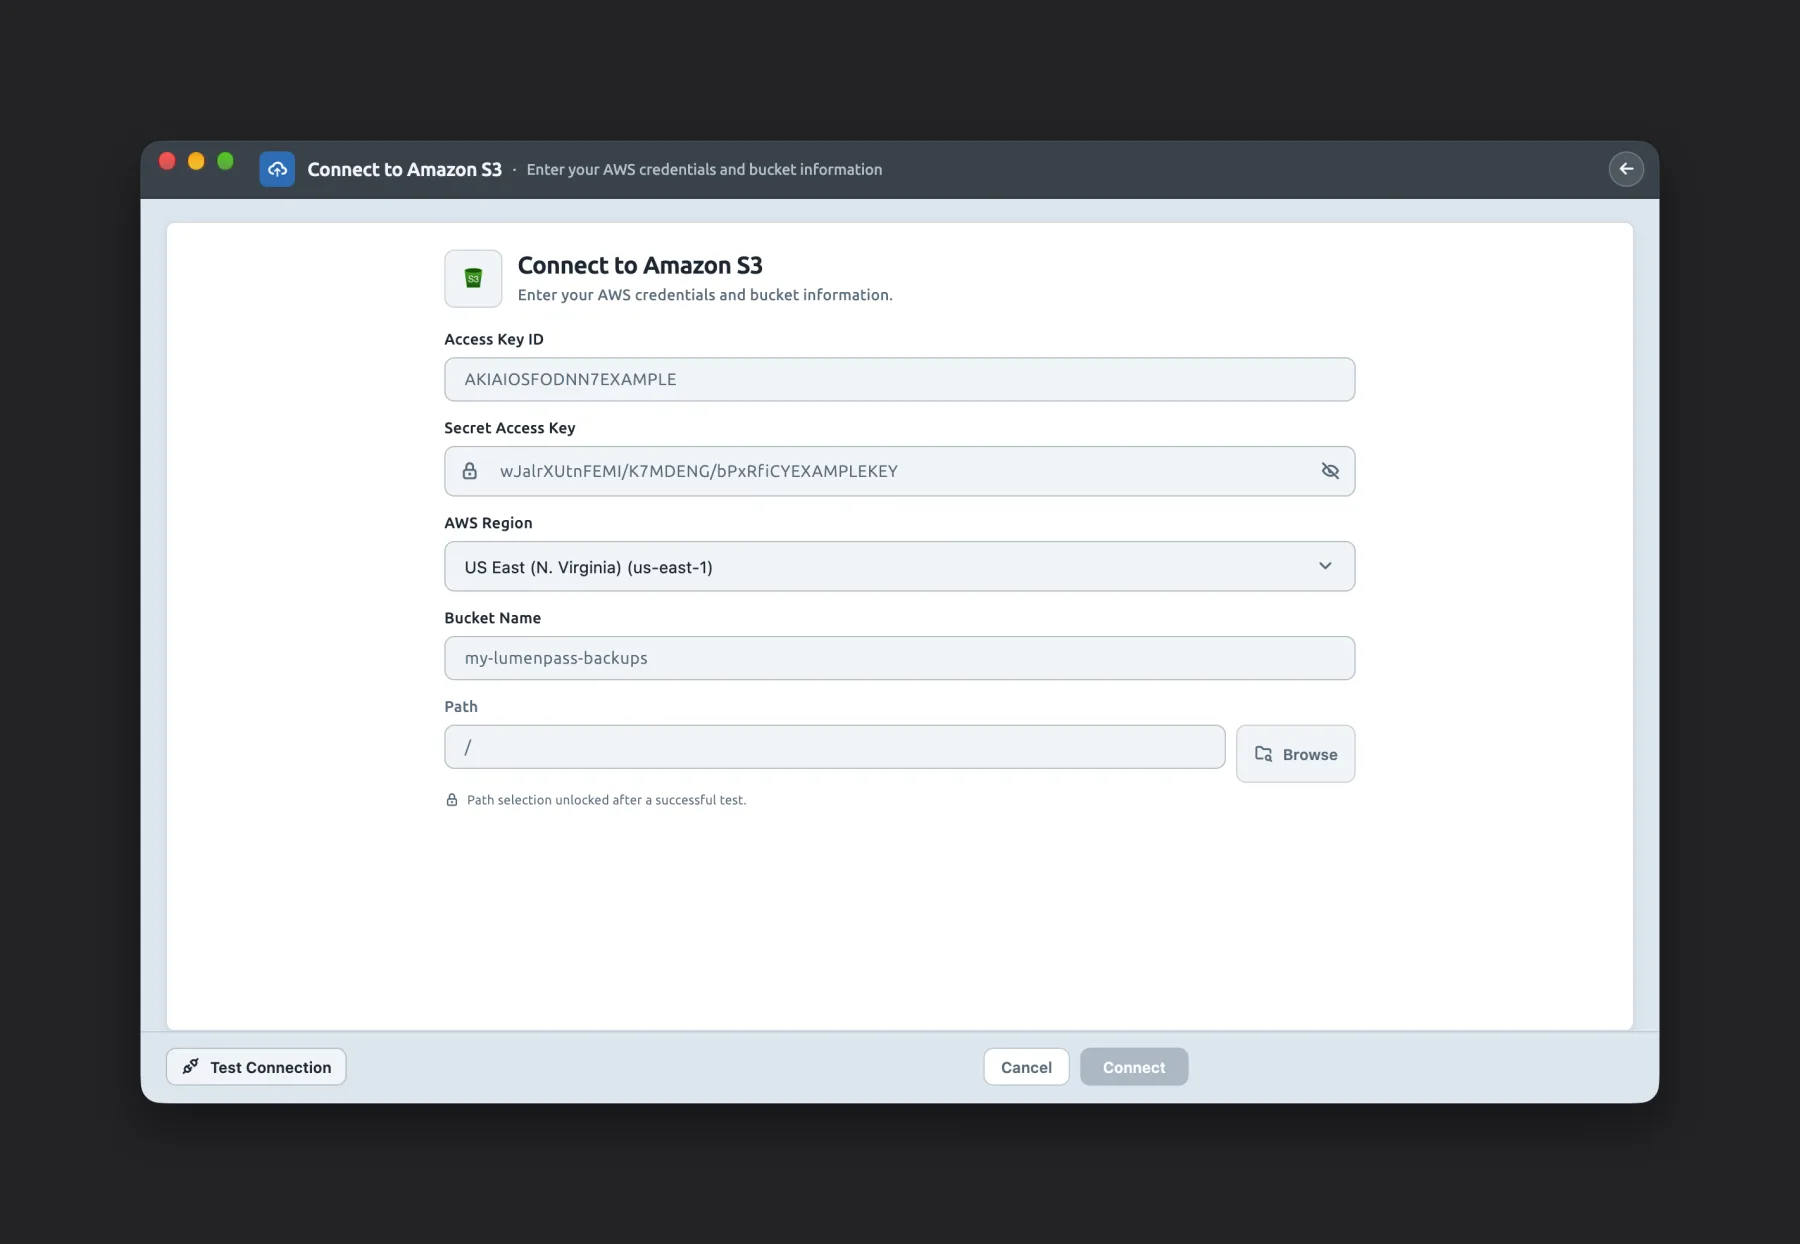 Connect to Amazon S3 · Enter your AWS credentials and bucket information
S3
Connect to Amazon S3
Enter your AWS credentials and bucket information.
Access Key ID
AKIAIOSFODNN7EXAMPLE
Secret Access Key
wJalrXUtnFEMI/K7MDENG/bPxRfiCYEXAMPLEKEY
AWS Region
US East (N. Virginia) (us-east-1)
Bucket Name
my-lumenpass-backups
Path
/
Browse
Path selection unlocked after a successful test.
Test Connection
Cancel
Connect